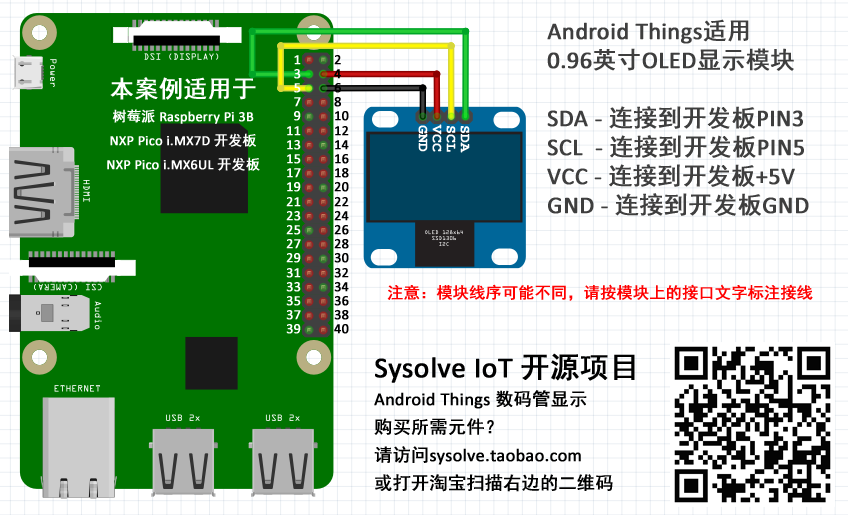 Android Things适用
0.96英寸OLED显示模块
SDA - 连接到开发板PIN3
SCL - 连接到开发板PIN5
VCC - 连接到开发板+5V
GND - 连接到开发板GND
DSI (DISPLAY)
Power
本案例适用于
树莓派 Raspberry Pi 3B
NXP Pico i.MX7D 开发板
NXP Pico i.MX6UL 开发板
1 2
3 4
5 6
7 8
9 10
11 12
13 14
15 16
17 18
19 20
21 22
23 24
25 26
27 28
29 30
31 32
33 34
35 36
37 38
39 40
GND
VCC
SCL
SDA
OLED 128x64
SSD1306
I2C
HDMI
CSI (CAMERA)
Audio
注意：模块线序可能不同，请按模块上的接口文字标注接线
ETHERNET
USB 2x
USB 2x
Sysolve IoT 开源项目
Android Things 数码管显示
购买所需元件？
请访问sysolve.taobao.com
或打开淘宝扫描右边的二维码